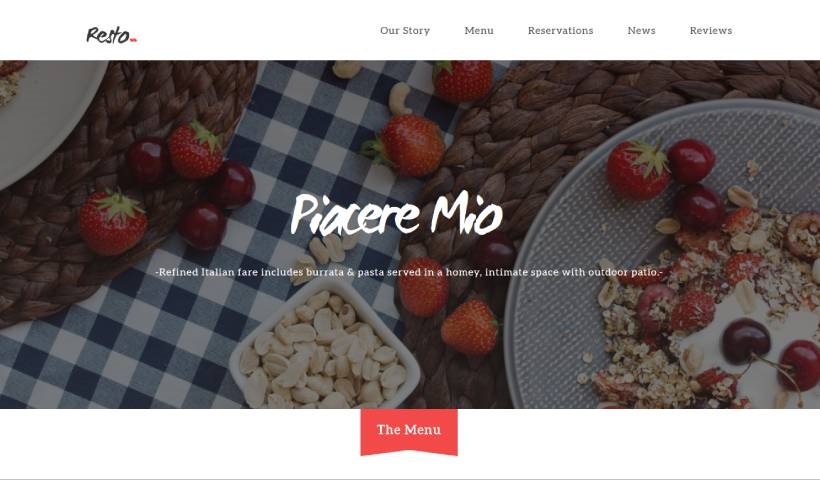 Resto
Our Story
Menu
Reservations
News
Reviews
Piacere Mio
-Refined Italian fare includes burrata & pasta served in a homey, intimate space with outdoor patio.-
The Menu